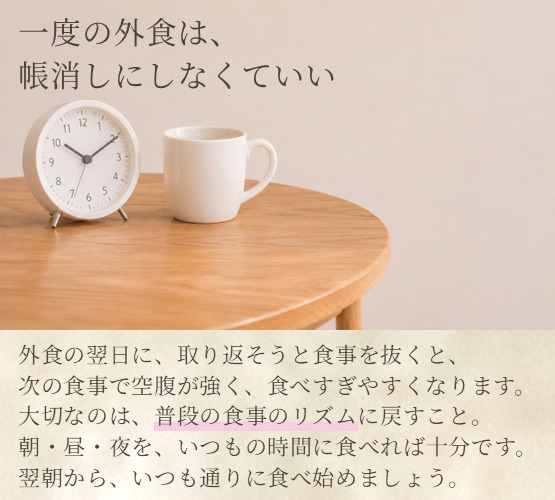 一度の外食は、
帳消しにしなくていい
12
1
2
3
4
5
6
7
8
9
10
11
外食の翌日に、取り返そうと食事を抜くと、
次の食事で空腹が強く、食べすぎやすくなります。
大切なのは、普段の食事のリズムに戻すこと。
朝・昼・夜を、いつもの時間に食べれば十分です。
翌朝から、いつも通りに食べ始めましょう。